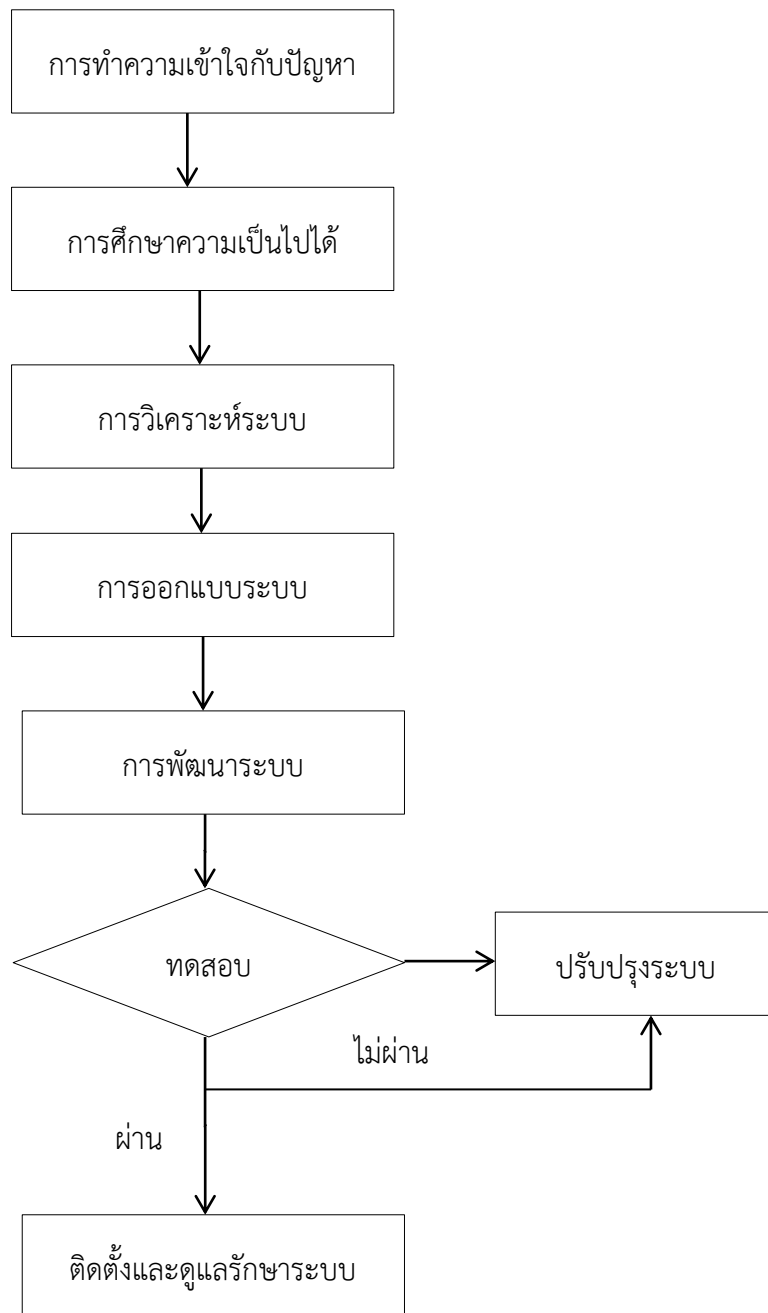 การทำความเข้าใจกับปัญหา
การศึกษาความเป็นไปได้
การวิเคราะห์ระบบ
การออกแบบระบบ
การพัฒนาระบบ
ทดสอบ
ปรับปรุงระบบ
ไม่ผ่าน
ผ่าน
ติดตั้งและดูแลรักษาระบบ